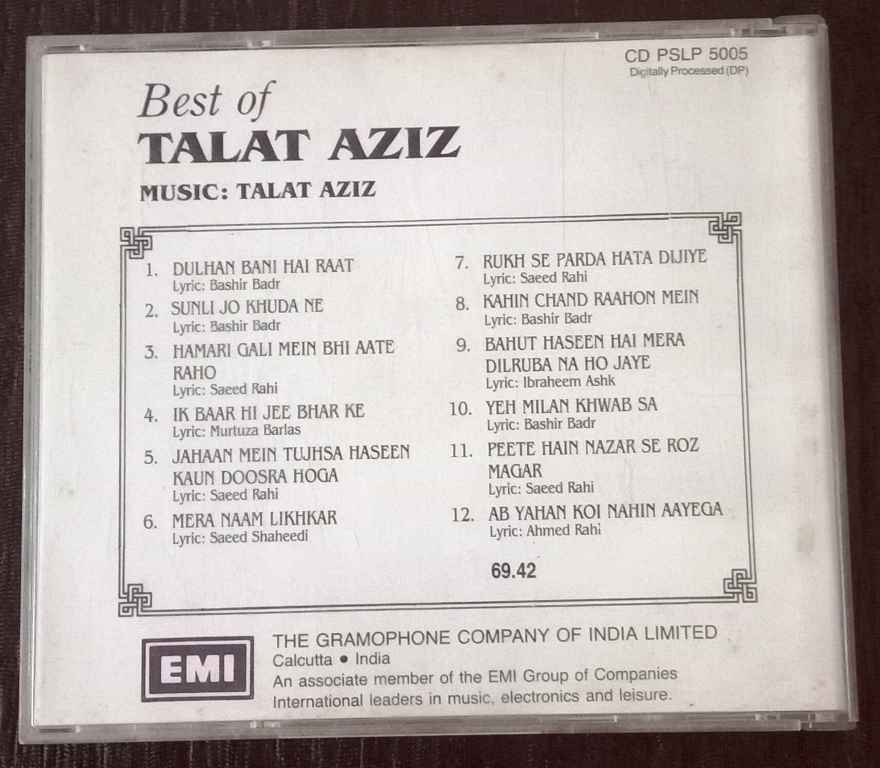 CD PSLP 5005
Digitally Processed (DP)
Best of
TALAT AZIZ
MUSIC: TALAT AZIZ
1. DULHAN BANI HAI RAAT
Lyric: Bashir Badr
2. SUNLI JO KHUDA NE
Lyric: Bashir Badr
3. HAMARI GALI MEIN BHI AATE
RAHO
Lyric: Saeed Rahi
4. IK BAAR HI JEE BHAR KE
Lyric: Murtuza Barlas
5. JAHAAN MEIN TUJHSA HASEEN
KAUN DOOSRA HOGA
Lyric: Saeed Rahi
6. MERA NAAM LIKHKAR
Lyric: Saeed Shaheedi
7. RUKH SE PARDA HATA DIJIYE
Lyric: Saeed Rahi
8. KAHIN CHAND RAAHON MEIN
Lyric: Bashir Badr
9. BAHUT HASEEN HAI MERA
DILRUBA NA HO JAYE
Lyric: Ibraheem Ashk
10. YEH MILAN KHWAB SA
Lyric: Bashir Badr
11. PEETE HAIN NAZAR SE ROZ
MAGAR
Lyric: Saeed Rahi
12. AB YAHAN KOI NAHIN AAYEGA
Lyric: Ahmed Rahi
69.42
EMI
THE GRAMOPHONE COMPANY OF INDIA LIMITED
Calcutta • India
An associate member of the EMI Group of Companies
International leaders in music, electronics and leisure.